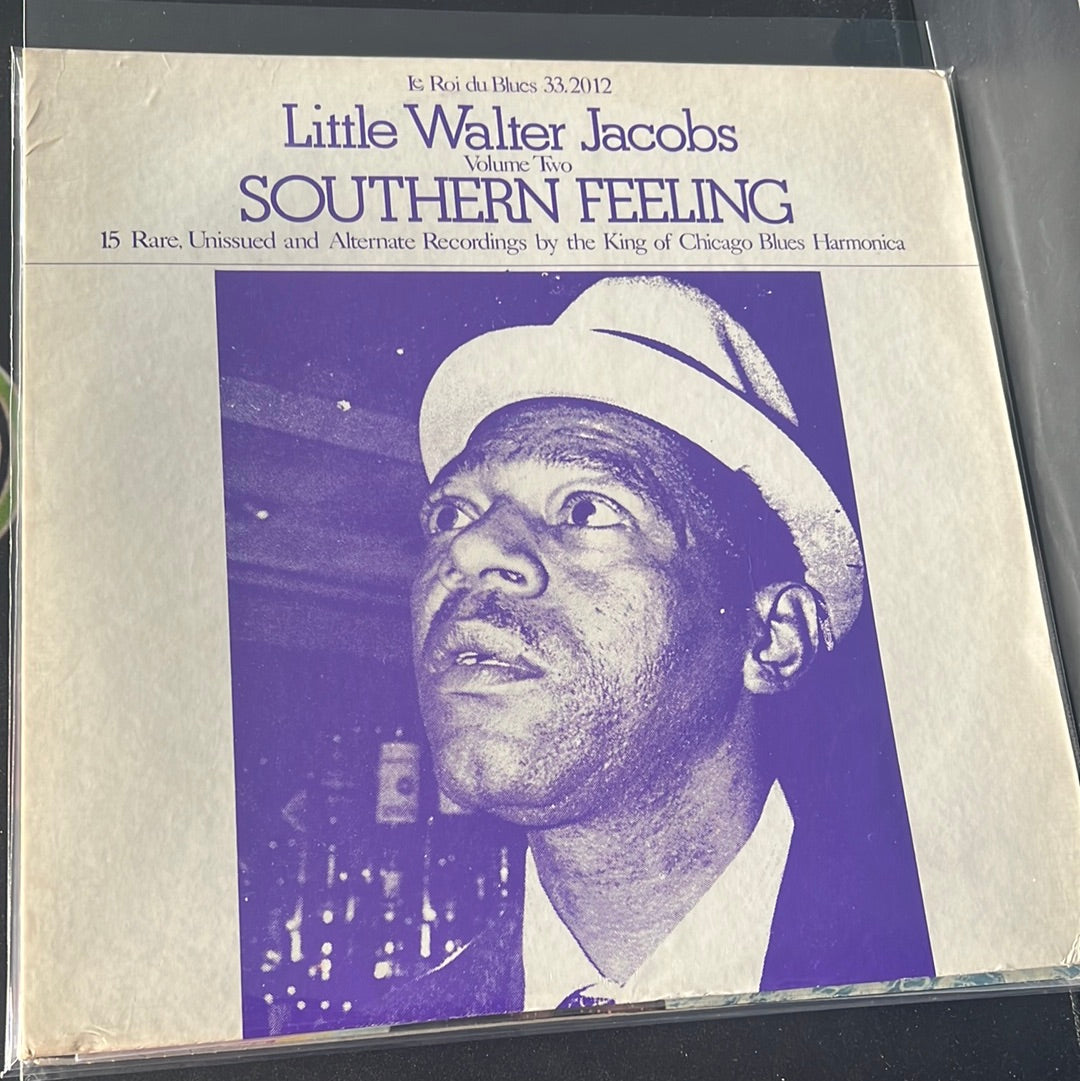 le Roi du Blues 33.2012
Little Walter Jacobs
Volume Two
SOUTHERN FEELING
15 Rare, Unissued and Alternate Recordings by the King of Chicago Blues Harmonica